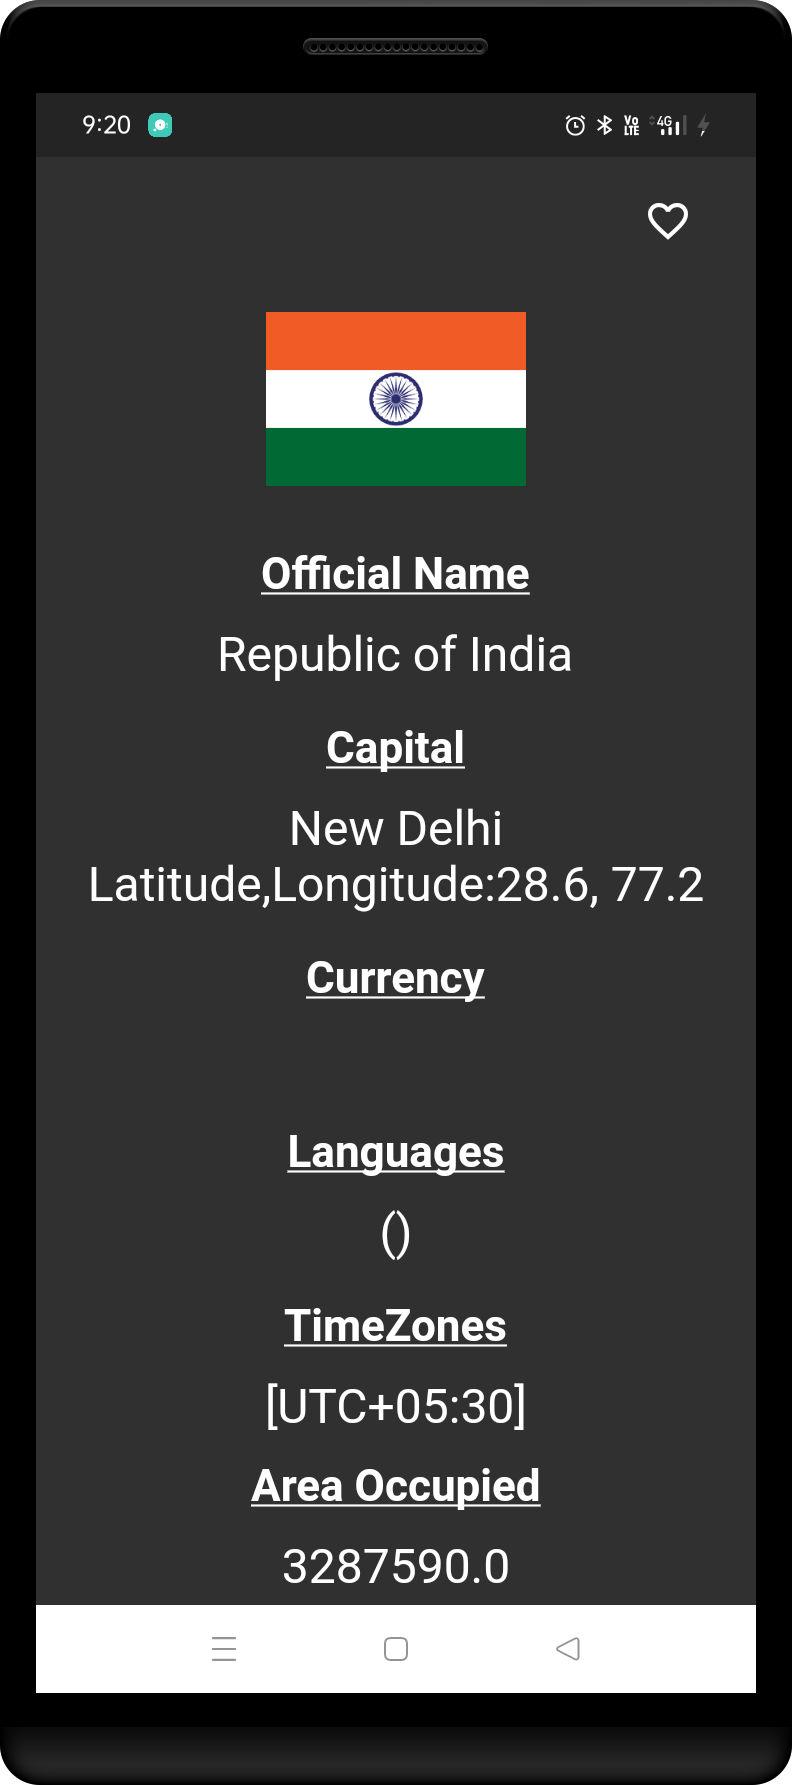 9:20
Vo
LTE
4G
Official Name
Republic of India
Capital
New Delhi
Latitude,Longitude:28.6, 77.2
Currency
Languages
()
TimeZones
[UTC+05:30]
Area Occupied
3287590.0